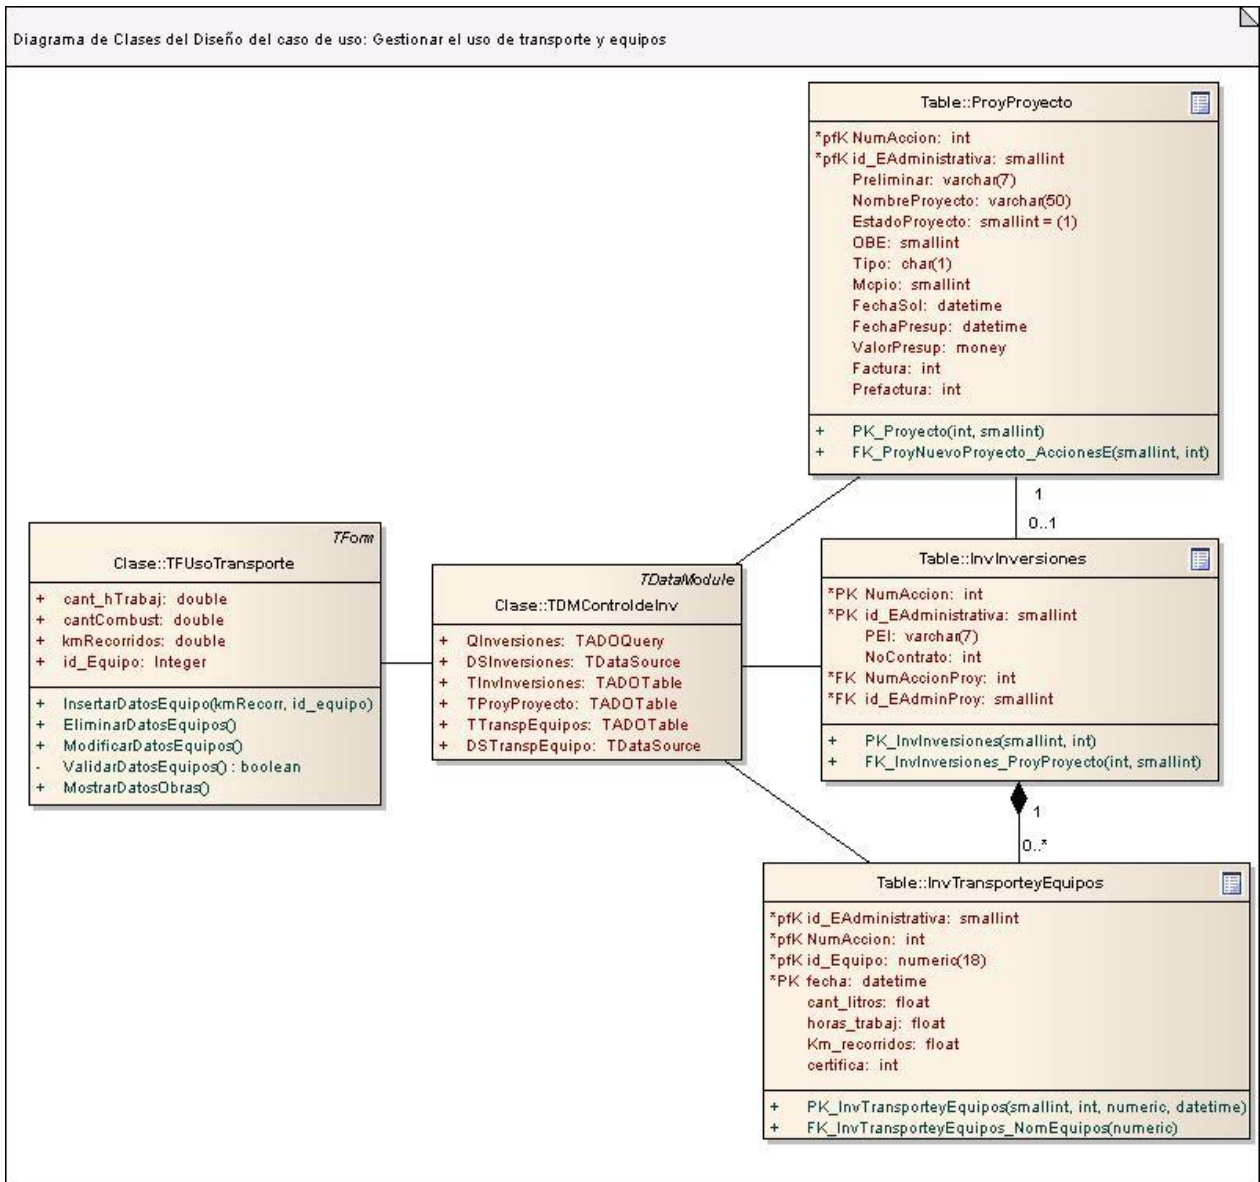 Diagrama de Clases del Diseño del caso de uso: Gestionar el uso de transporte y equipos
Table::ProyProyecto
*pfK NumAccion: int
*pfK id_EAdministrativa: smallint
Preliminar: varchar(7)
NombreProyecto: varchar(50)
EstadoProyecto: smallint = (1)
OBE: smallint
Tipo: char(1)
Mcpio: smallint
FechaSol: datetime
FechaPresup: datetime
ValorPresup: money
Factura: int
Prefactura: int
+ PK_Proyecto(int, smallint)
+ FK_ProyNuevoProyecto_AccionesE(smallint, int)
1
0..1
TForm
Clase::TFUsoTransporte
+ cant_hTrabaj: double
+ cantCombust: double
+ kmRecorridos: double
+ id_Equipo: Integer
+ InsertarDatosEquipo(kmRecorr, id_equipo)
+ EliminarDatosEquipos()
+ ModificarDatosEquipos()
- ValidarDatosEquipos() : boolean
+ MostrarDatosObras()
TDataModule
Clase::TDMControldeInv
+ QInversiones: TADOQuery
+ DSInversiones: TDataSource
+ TInvInversiones: TADOTable
+ TProyProyecto: TADOTable
+ TTranspEquipos: TADOTable
+ DSTranspEquipo: TDataSource
Table::InvInversiones
*PK NumAccion: int
*PK id_EAdministrativa: smallint
PEI: varchar(7)
NoContrato: int
*FK NumAccionProy: int
*FK id_EAdminProy: smallint
+ PK_InvInversiones(smallint, int)
+ FK_InvInversiones_ProyProyecto(int, smallint)
1
0..*
Table::InvTransporteyEquipos
*pfK id_EAdministrativa: smallint
*pfK NumAccion: int
*pfK id_Equipo: numeric(18)
*PK fecha: datetime
cant_litros: float
horas_trabaj: float
Km_recorridos: float
certifica: int
+ PK_InvTransporteyEquipos(smallint, int, numeric, datetime)
+ FK_InvTransporteyEquipos_NomEquipos(numeric)